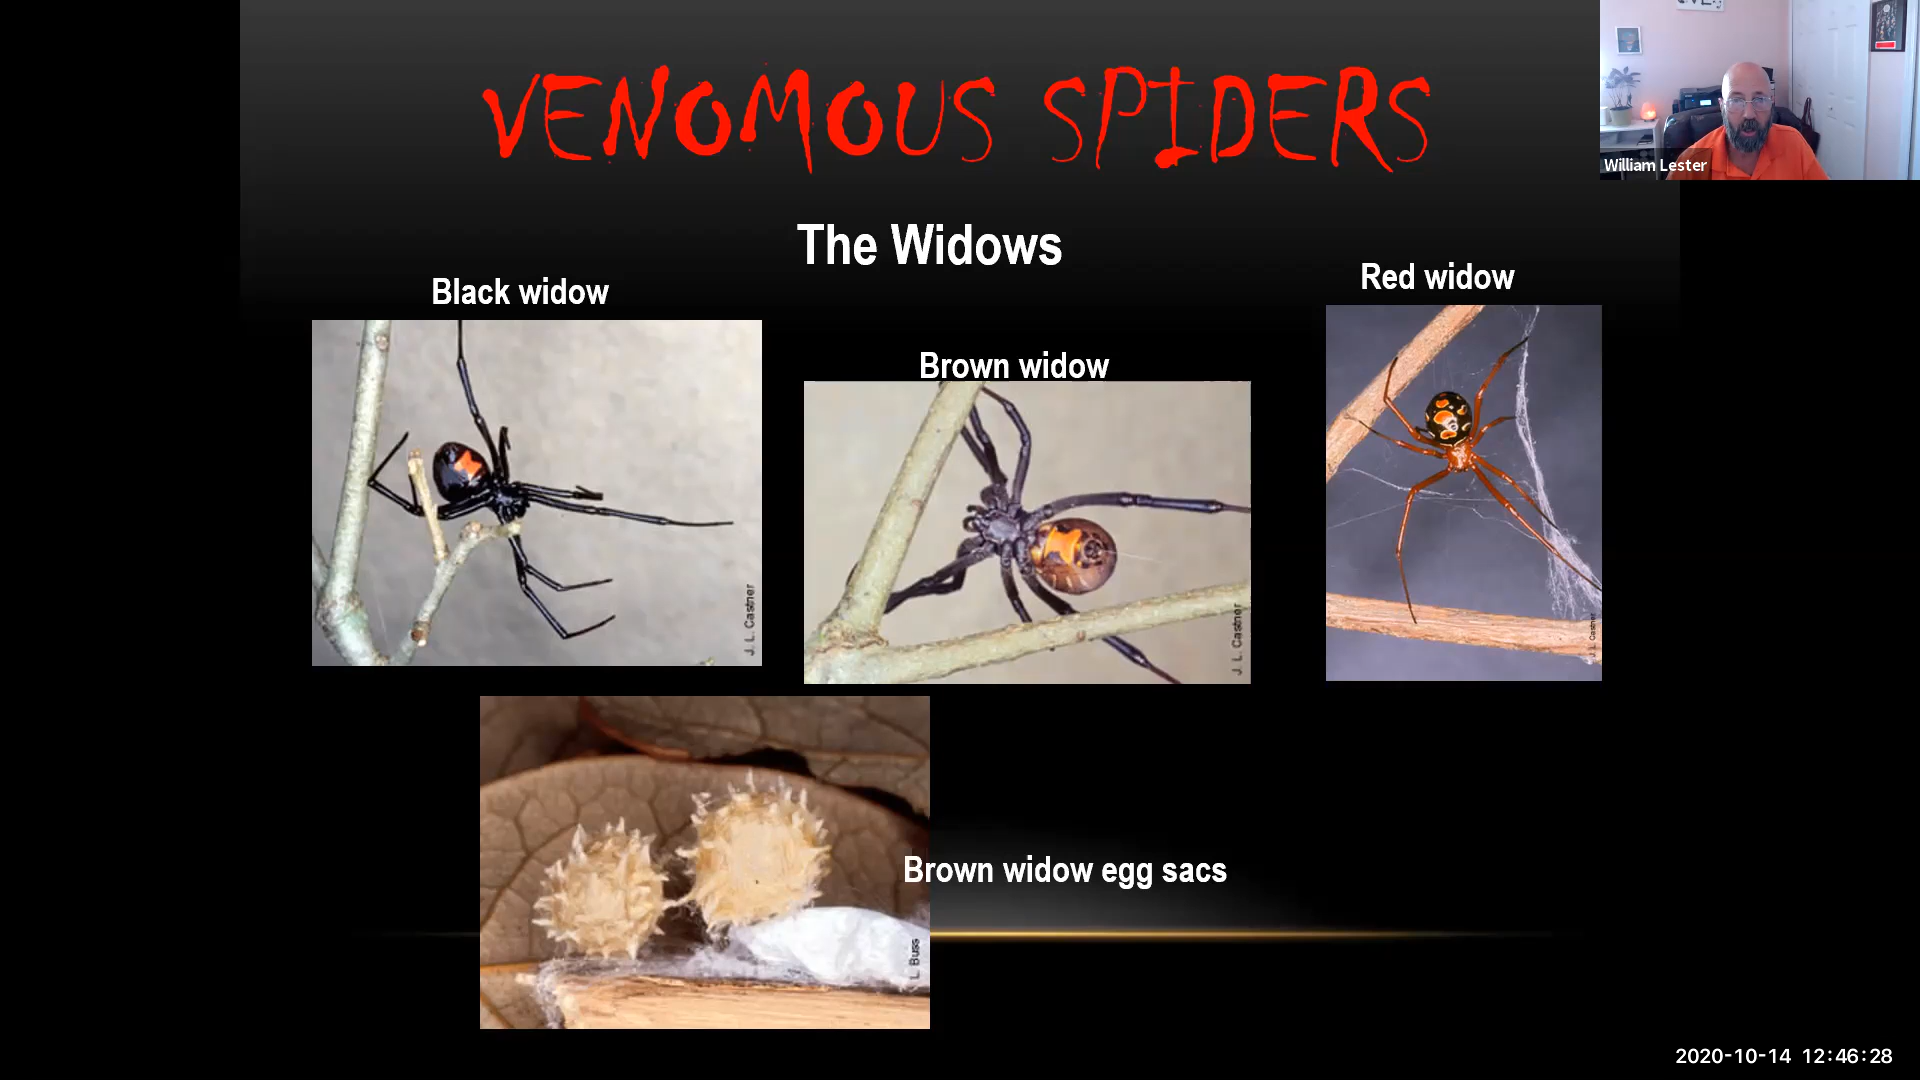 VENOMOUS SPIDERS
William Lester
The Widows
Black widow
Brown widow
Red widow
J. L. Castner
J. L. Castner
J. L. Castner
Brown widow egg sacs
L. Buss
2020-10-14 12:46:28